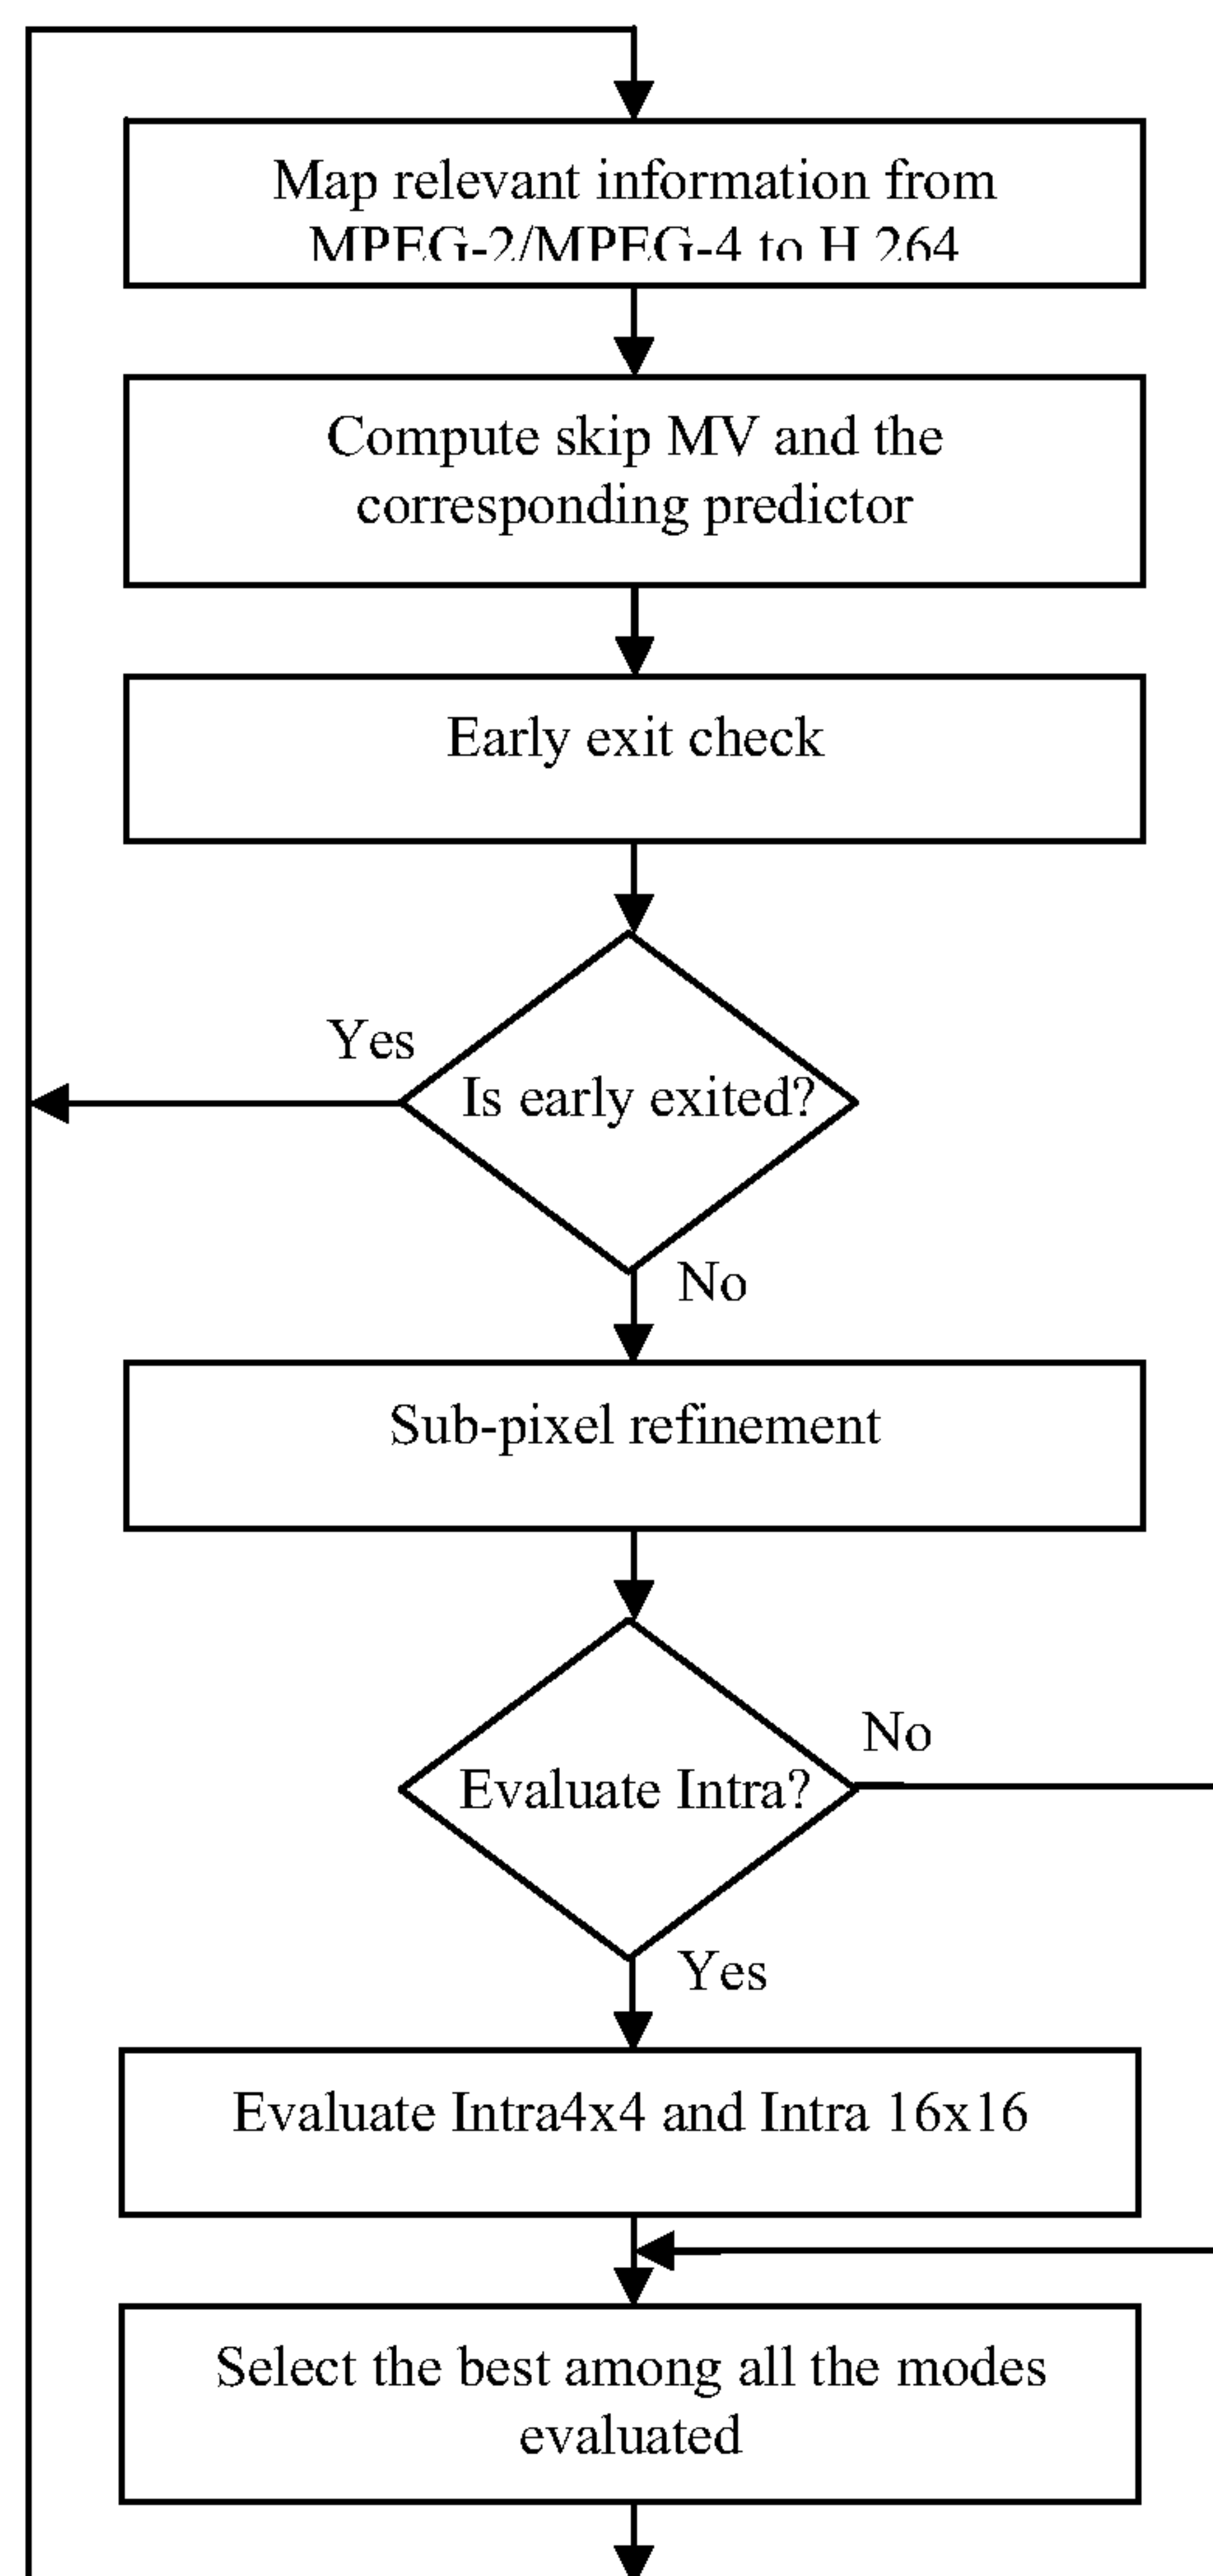 Map relevant information from
MPEG-2/MPEG-4 to H 264
Compute skip MV and the
corresponding predictor
Early exit check
Yes
Is early exited?
No
Sub-pixel refinement
No
Evaluate Intra?
Yes
Evaluate Intra4x4 and Intra 16x16
Select the best among all the modes
evaluated